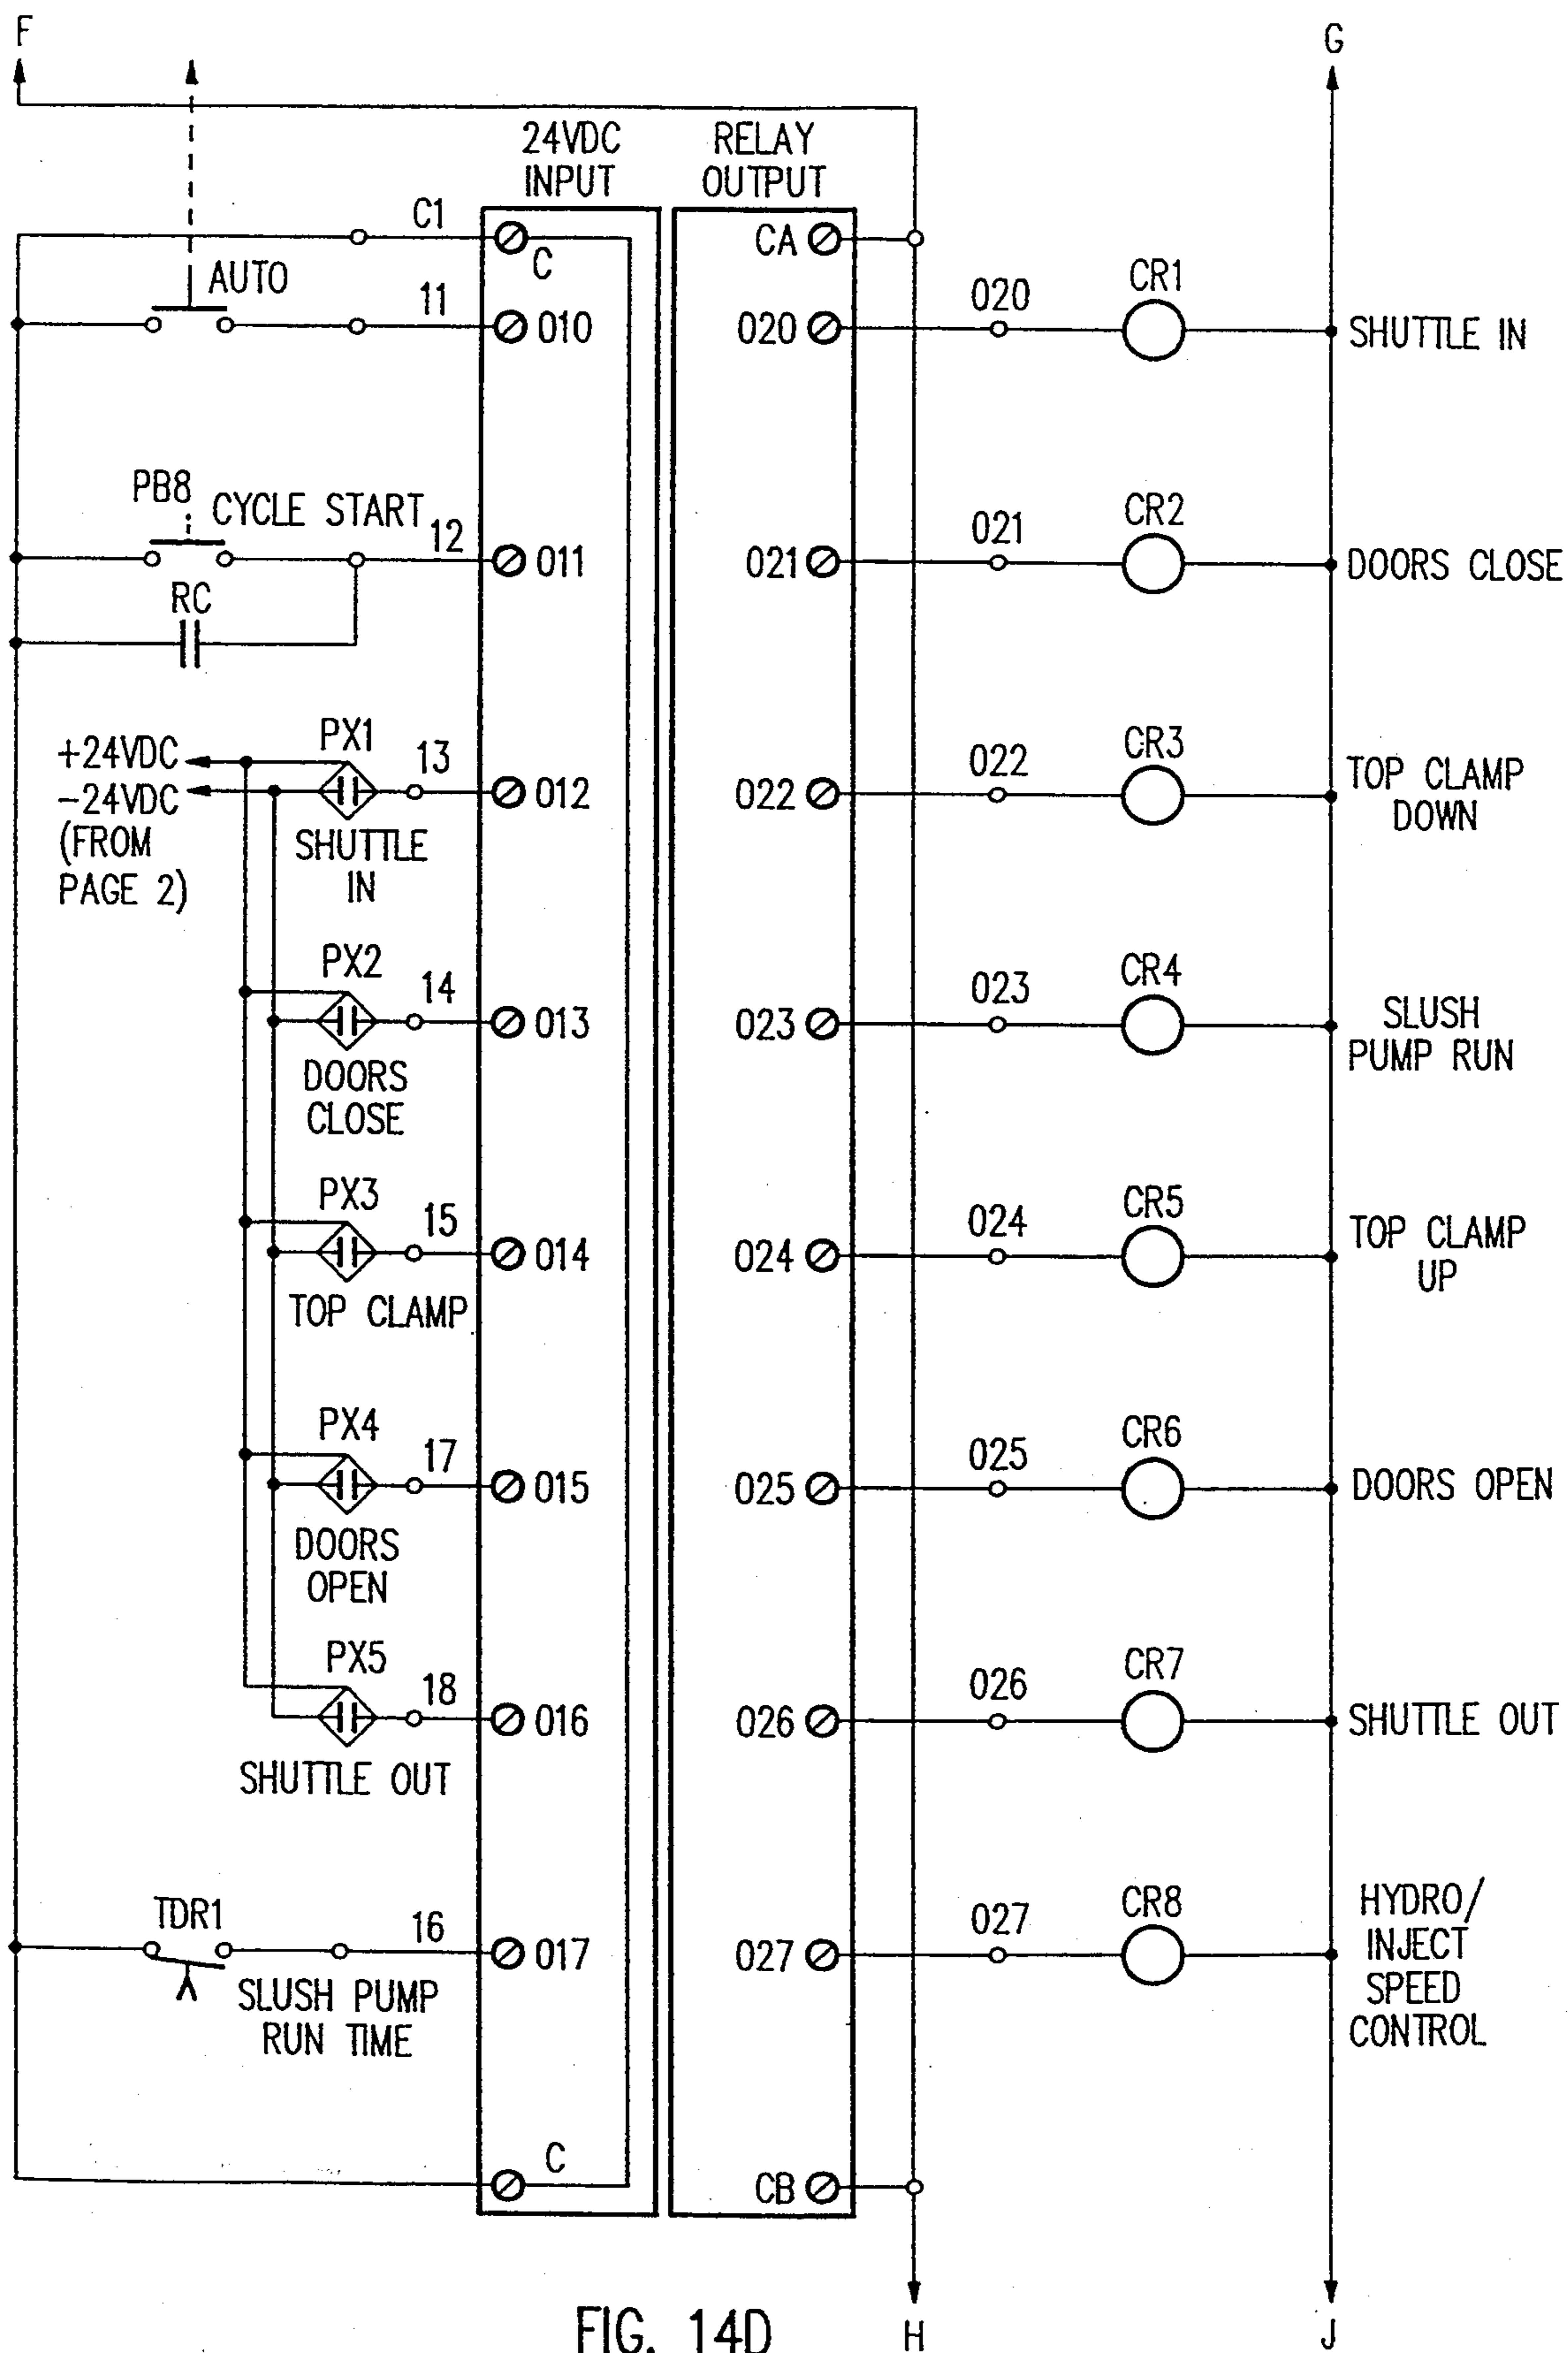 F
G
24VDC
INPUT
RELAY
OUTPUT
C1
C
CA
AUTO
11
010
020
020
CR1
SHUTTLE IN
PB8
CYCLE START
12
011
021
021
CR2
DOORS CLOSE
RC
+24VDC
-24VDC
(FROM
PAGE 2)
PX1
13
012
SHUTTLE
IN
022
022
CR3
TOP CLAMP
DOWN
PX2
14
013
DOORS
CLOSE
023
023
CR4
SLUSH
PUMP RUN
PX3
15
014
TOP CLAMP
024
024
CR5
TOP CLAMP
UP
PX4
17
015
DOORS
OPEN
025
025
CR6
DOORS OPEN
PX5
18
016
SHUTTLE OUT
026
026
CR7
SHUTTLE OUT
TDR1
16
017
SLUSH PUMP
RUN TIME
027
027
CR8
HYDRO/
INJECT
SPEED
CONTROL
C
CB
FIG. 14D
H
J